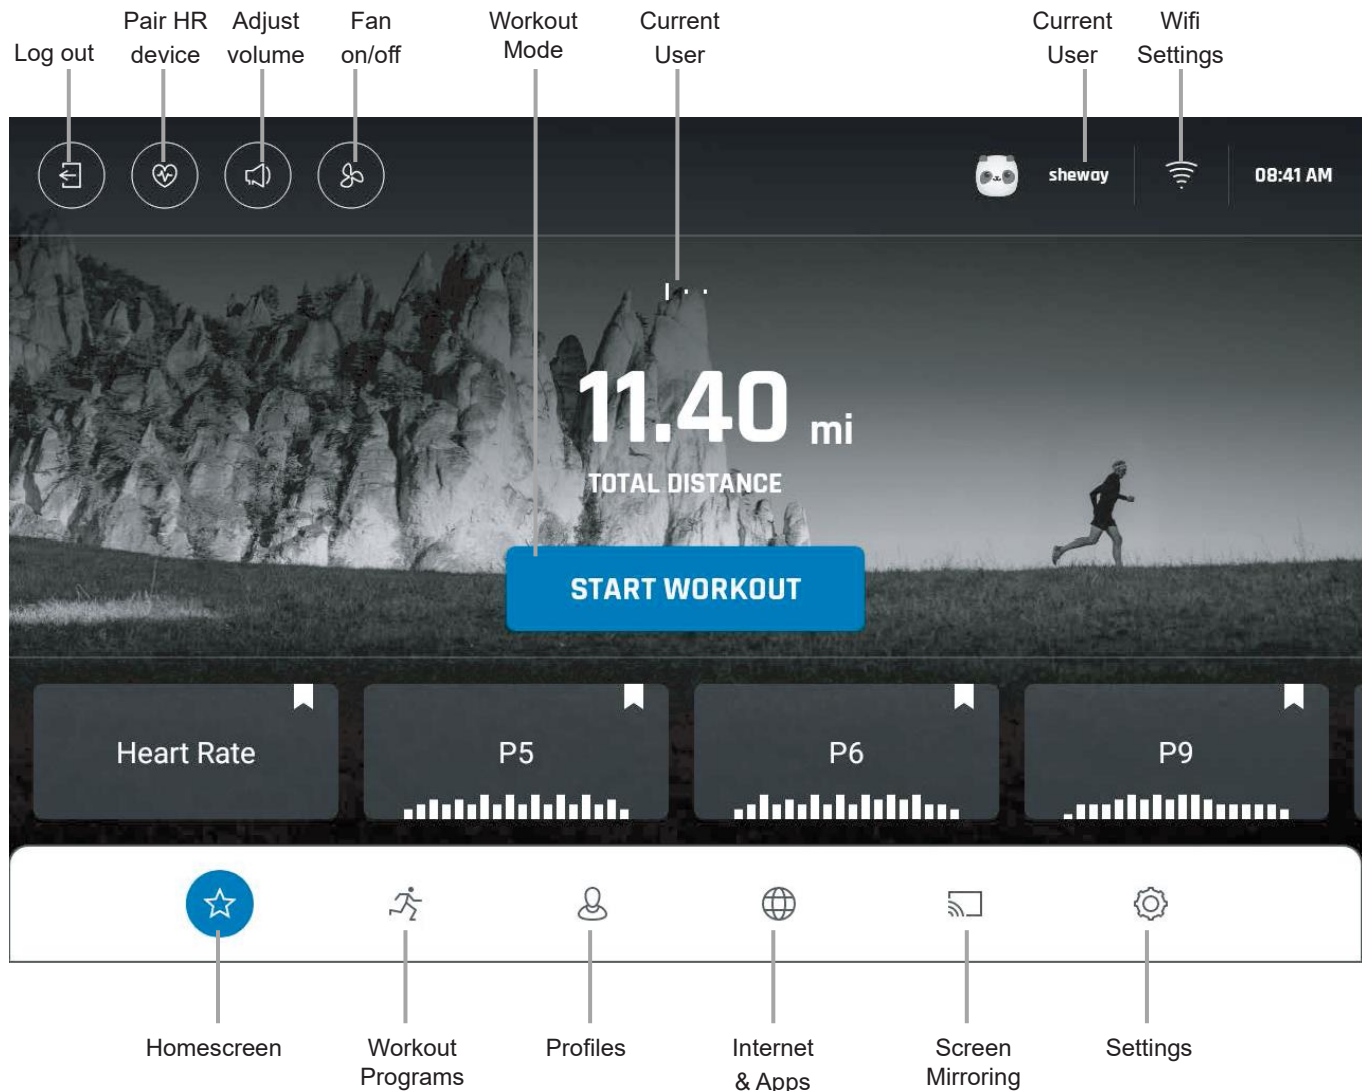 Log out
Pair HR
device
Adjust
volume
Fan
on/off
Workout
Mode
Current
User
Current
User
Wifi
Settings
sheway
08:41 AM
11.40 mi
TOTAL DISTANCE
START WORKOUT
Heart Rate
P5
P6
P9
Homescreen
Workout
Programs
Profiles
Internet
& Apps
Screen
Mirroring
Settings